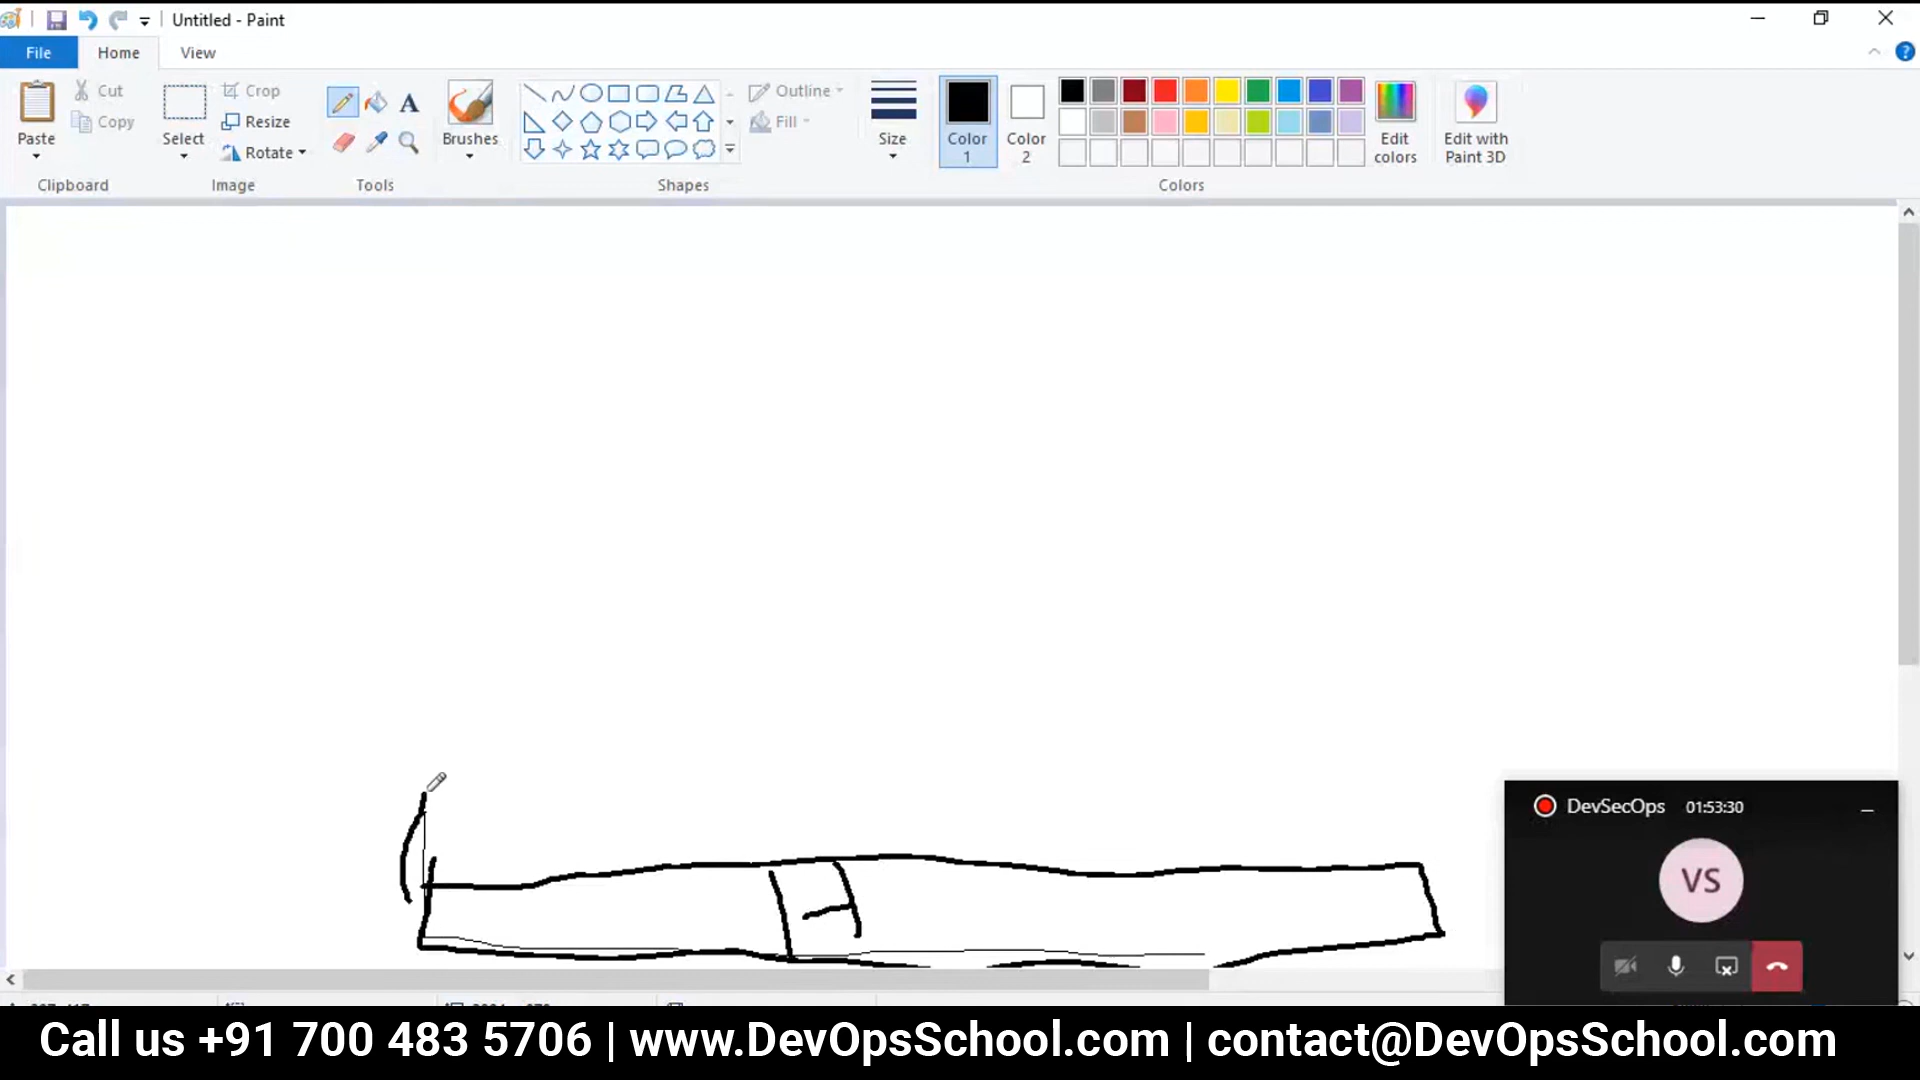 Untitled - Paint
File Home View
Paste
Cut
Copy
Clipboard
Select
Crop
Resize
Rotate
Image
A
Tools
Brushes
Shapes
Outline
Fill
Size
Color 1
Color 2
Edit colors
Colors
Edit with Paint 3D
DevSecOps 01:53:30
VS
Call us +91 700 483 5706 | www.DevOpsSchool.com | contact@DevOpsSchool.com